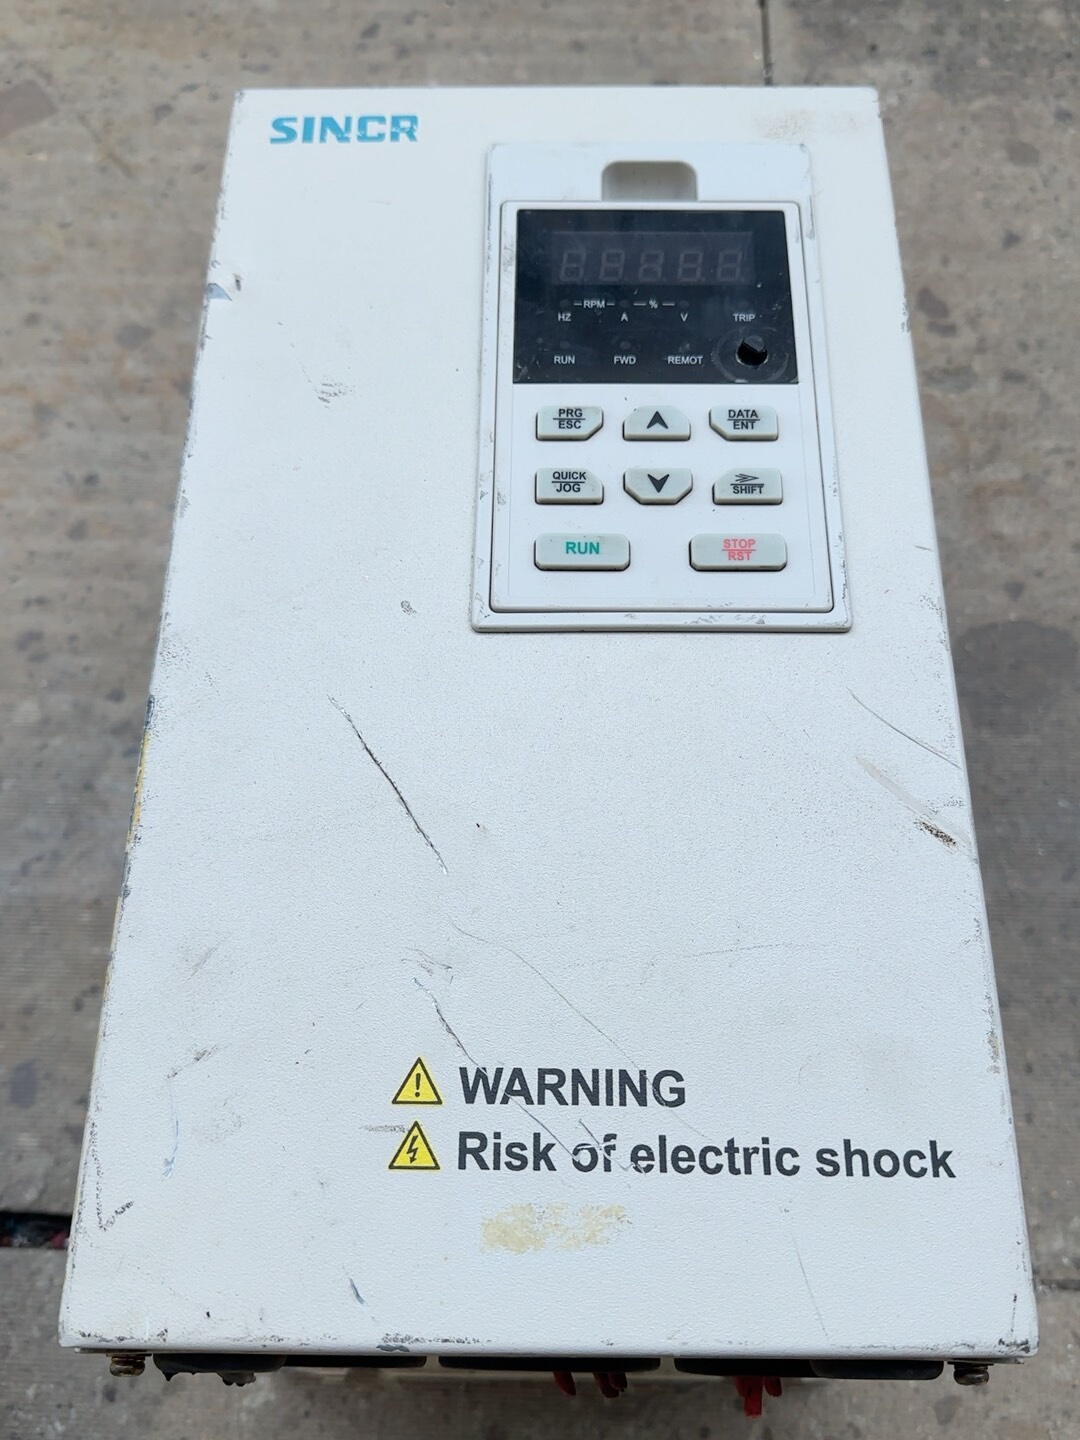 SINCR
RPM %
HZ A V TRIP
RUN FWD REMOT
PRG
ESC
DATA
ENT
QUICK
JOG
SHIFT
RUN
STOP
RST
WARNING
Risk of electric shock